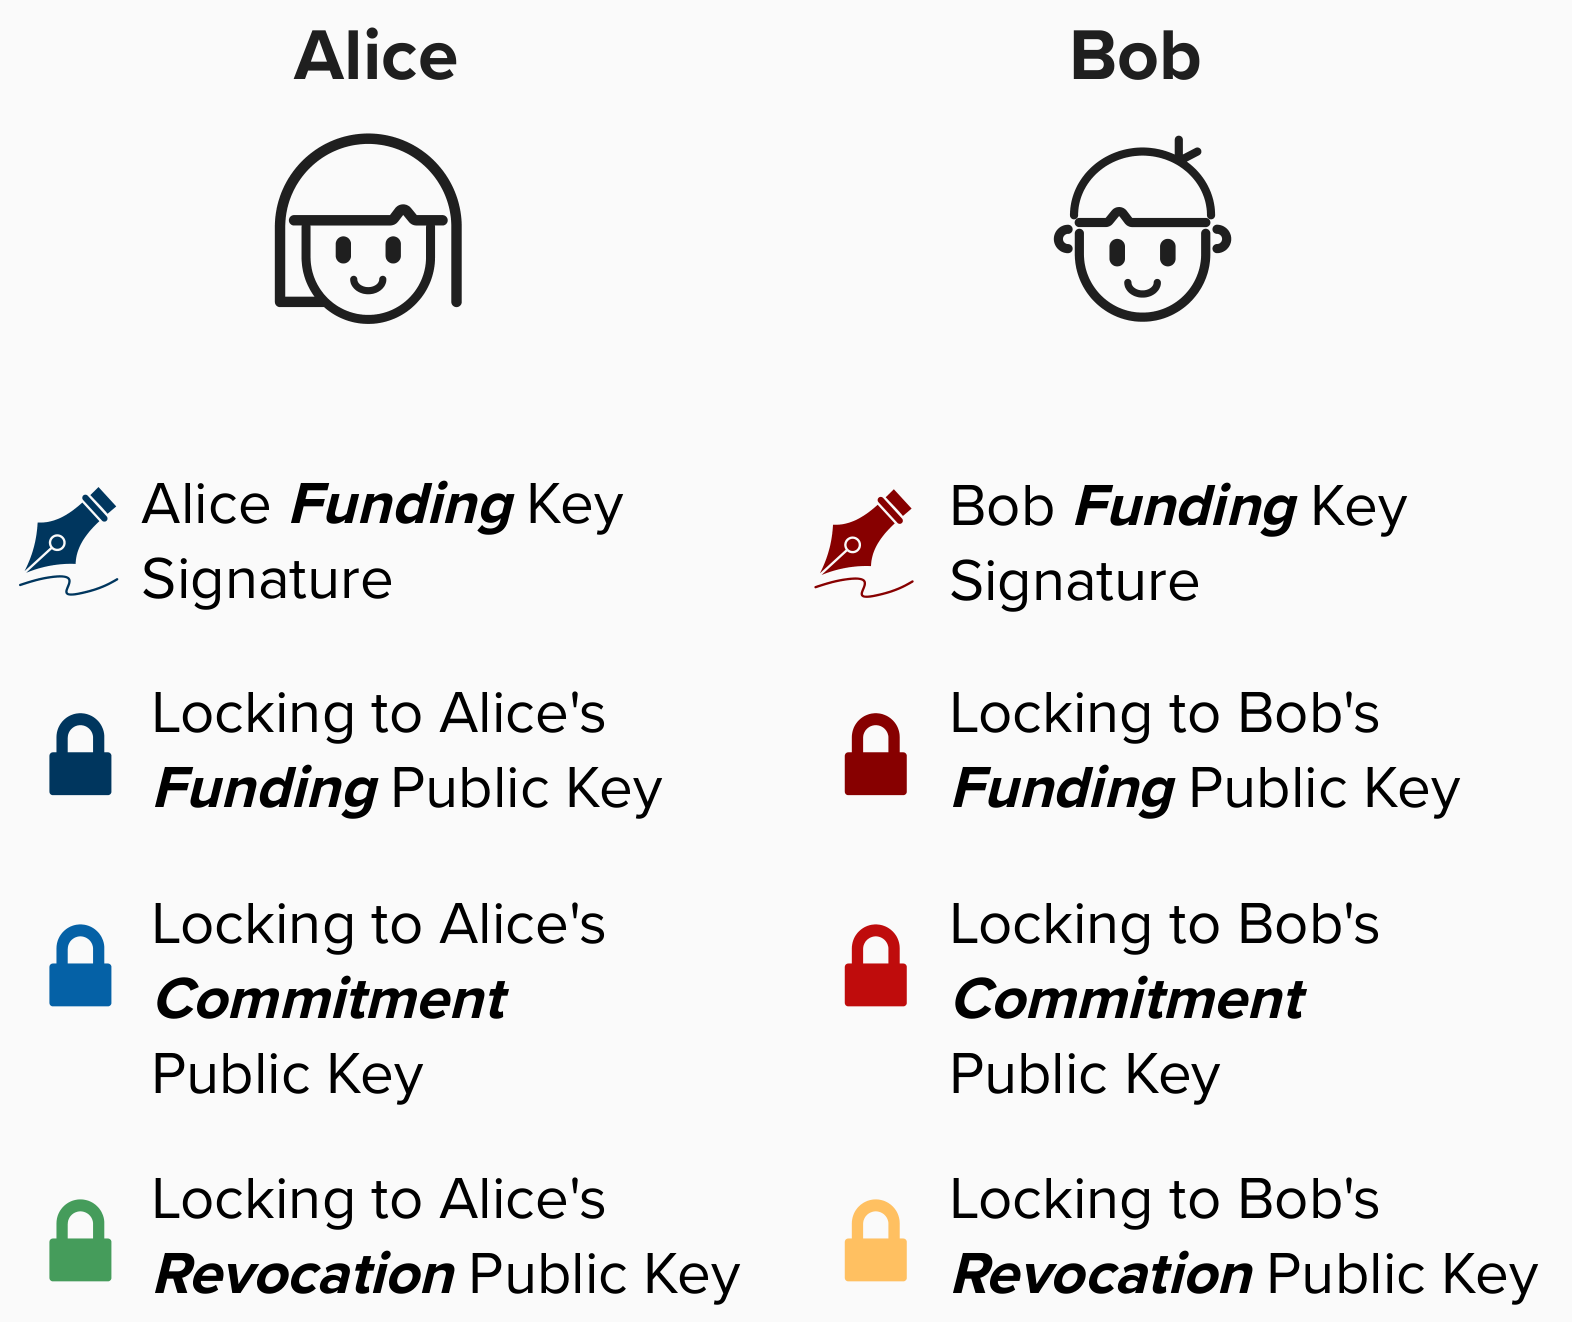 Alice
Bob
Alice Funding Key
Signature
Bob Funding Key
Signature
Locking to Alice's
Funding Public Key
Locking to Bob's
Funding Public Key
Locking to Alice's
Commitment
Public Key
Locking to Bob's
Commitment
Public Key
Locking to Alice's
Revocation Public Key
Locking to Bob's
Revocation Public Key